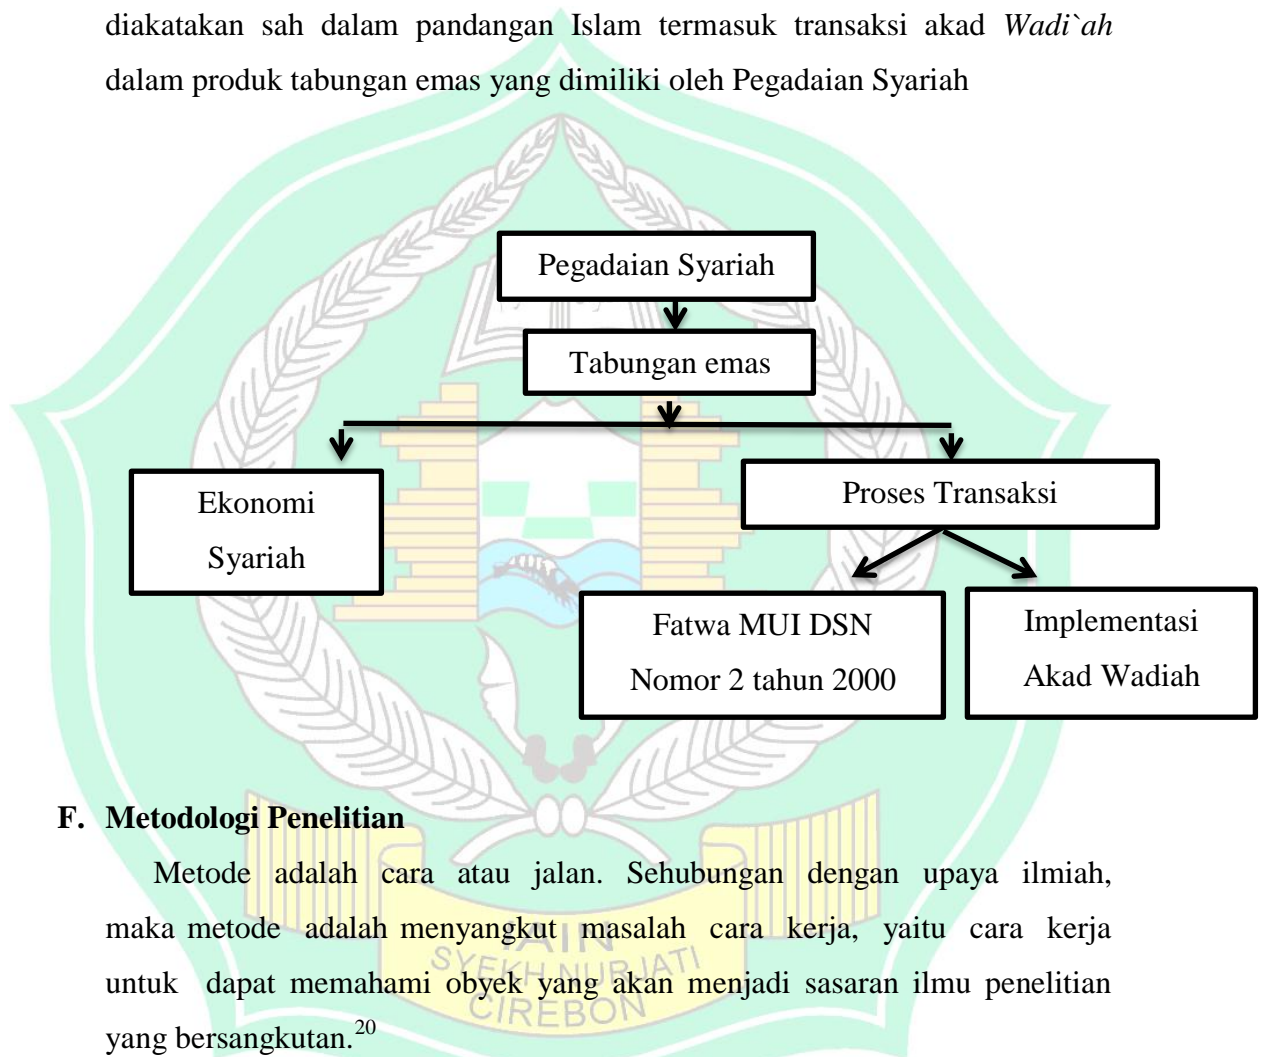 diakatakan sah dalam pandangan Islam termasuk transaksi akad Wadi`ah
dalam produk tabungan emas yang dimiliki oleh Pegadaian Syariah
Pegadaian Syariah
Tabungan emas
Ekonomi
Syariah
Proses Transaksi
Fatwa MUI DSN
Nomor 2 tahun 2000
Implementasi
Akad Wadiah
F. Metodologi Penelitian
Metode adalah cara atau jalan. Sehubungan dengan upaya ilmiah,
maka metode adalah menyangkut masalah cara kerja, yaitu cara kerja
untuk dapat memahami obyek yang akan menjadi sasaran ilmu penelitian
yang bersangkutan.20
IAIN
SYEKH NURJATI
CIREBON